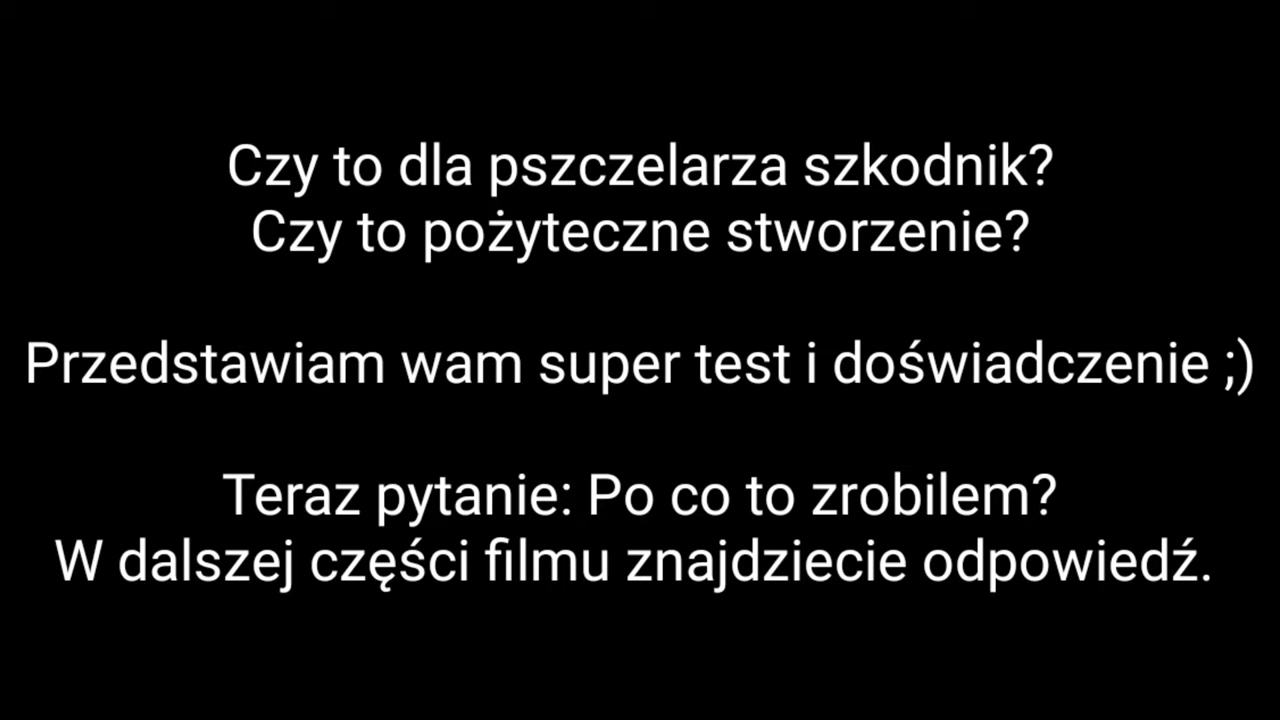 Czy to dla pszczelarza szkodnik?
Czy to pożyteczne stworzenie?
Przedstawiam wam super test i doświadczenie ;)
Teraz pytanie: Po co to zrobilem?
W dalszej części filmu znajdziecie odpowiedź.